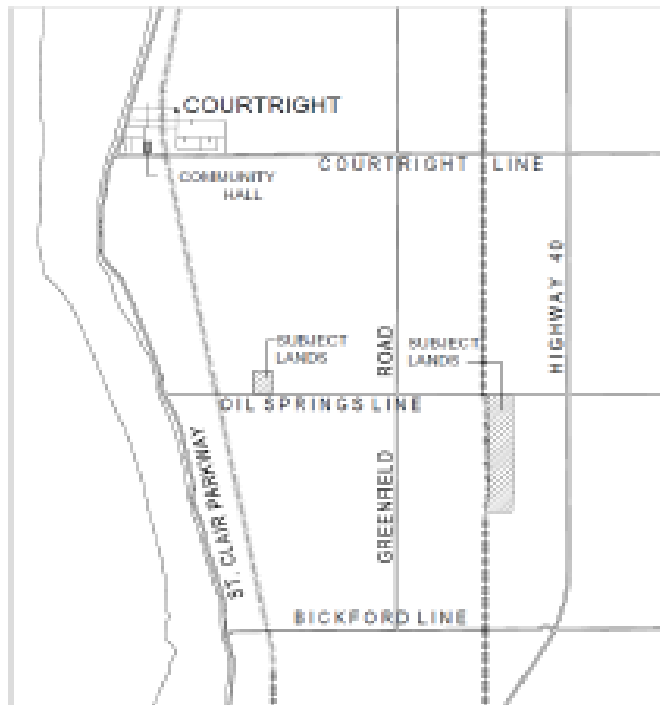 COURTRIGHT
COURTRIGHT LINE
COMMUNITY
HALL
HIGHWAY 40
SUBJECT
LANDS
SUBJECT
LANDS
GREENFIELD ROAD
OIL SPRINGS LINE
ST. CLAIR PARKWAY
BICKFORD LINE